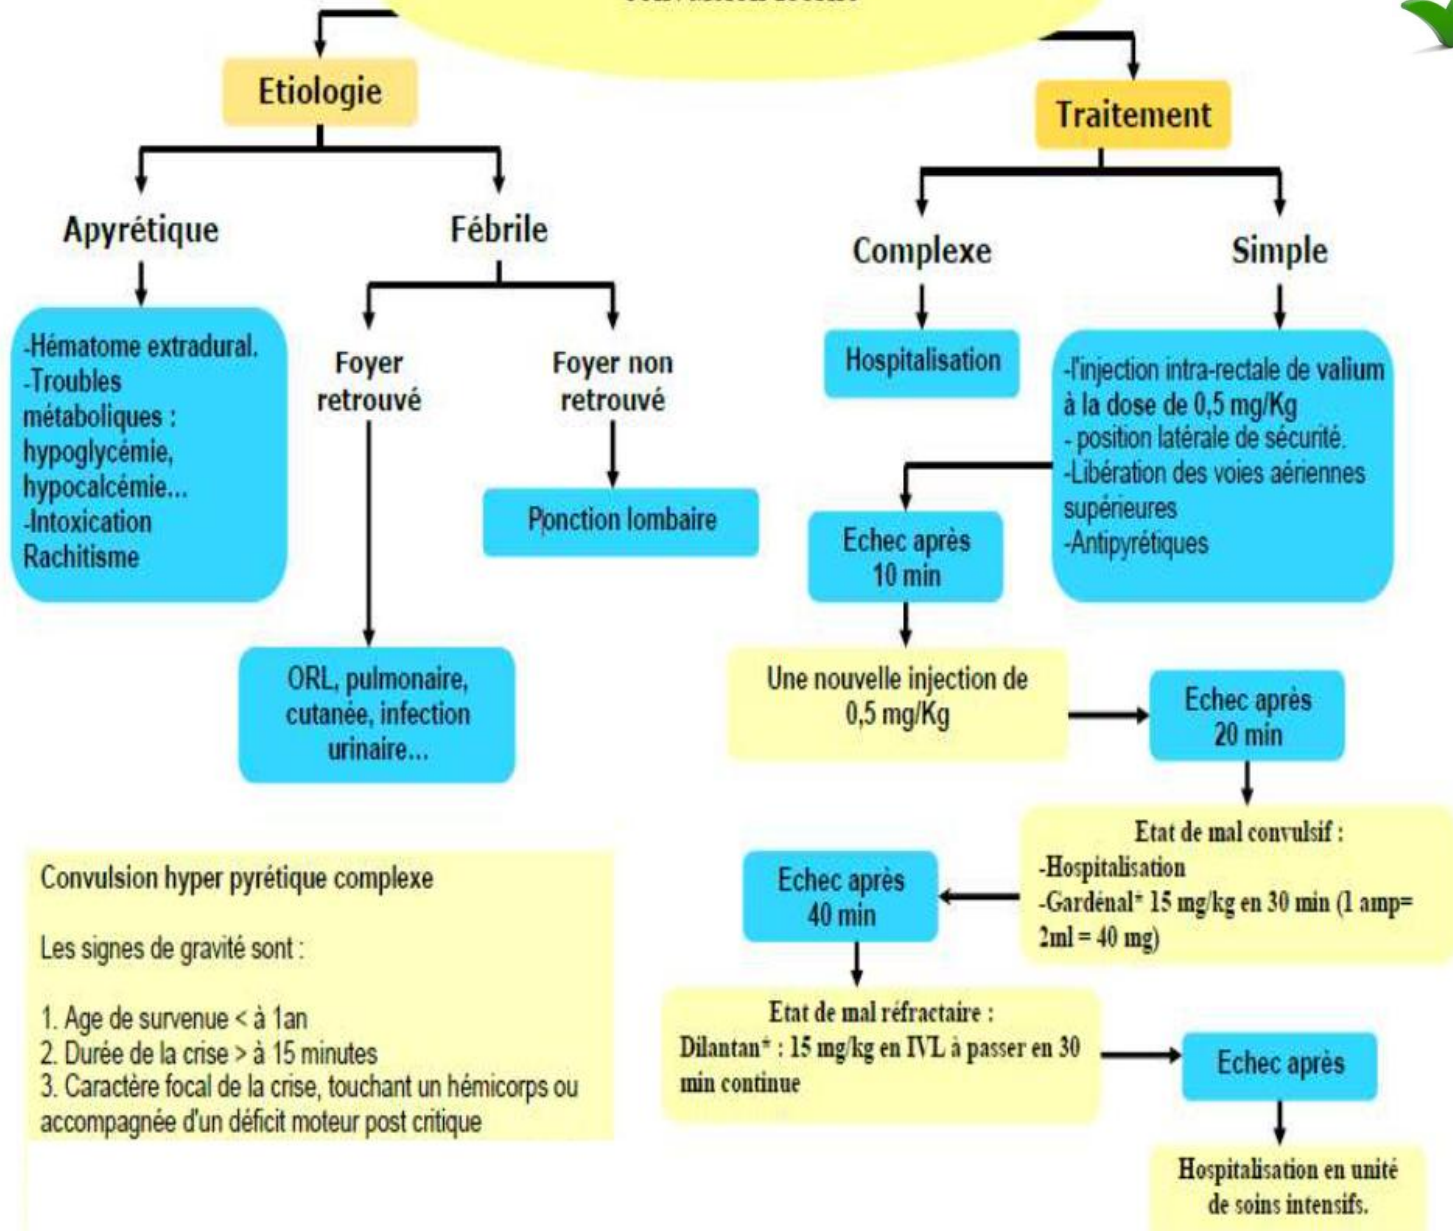 Etiologie
Traitement
Apyrétique
Fébrile
Complexe
Simple
-Hématome extradural.
-Troubles
métaboliques :
hypoglycémie,
hypocalcémie...
-Intoxication
Rachitisme
Foyer
retrouvé
Foyer non
retrouvé
Ponction lombaire
ORL, pulmonaire,
cutanée, infection
urinaire...
Hospitalisation
-l'injection intra-rectale de valium
à la dose de 0,5 mg/Kg
- position latérale de sécurité.
-Libération des voies aériennes
supérieures
-Antipyrétiques
Echec après
10 min
Une nouvelle injection de
0,5 mg/Kg
Echec après
20 min
Etat de mal convulsif :
-Hospitalisation
-Gardénal* 15 mg/kg en 30 min (1 amp=
2ml = 40 mg)
Echec après
40 min
Etat de mal réfractaire :
Dilantan* : 15 mg/kg en IVL à passer en 30
min continue
Echec après
Hospitalisation en unité
de soins intensifs.
Convulsion hyper pyrétique complexe
Les signes de gravité sont :
1. Age de survenue < à 1an
2. Durée de la crise > à 15 minutes
3. Caractère focal de la crise, touchant un hémicorps ou
accompagnée d'un déficit moteur post critique